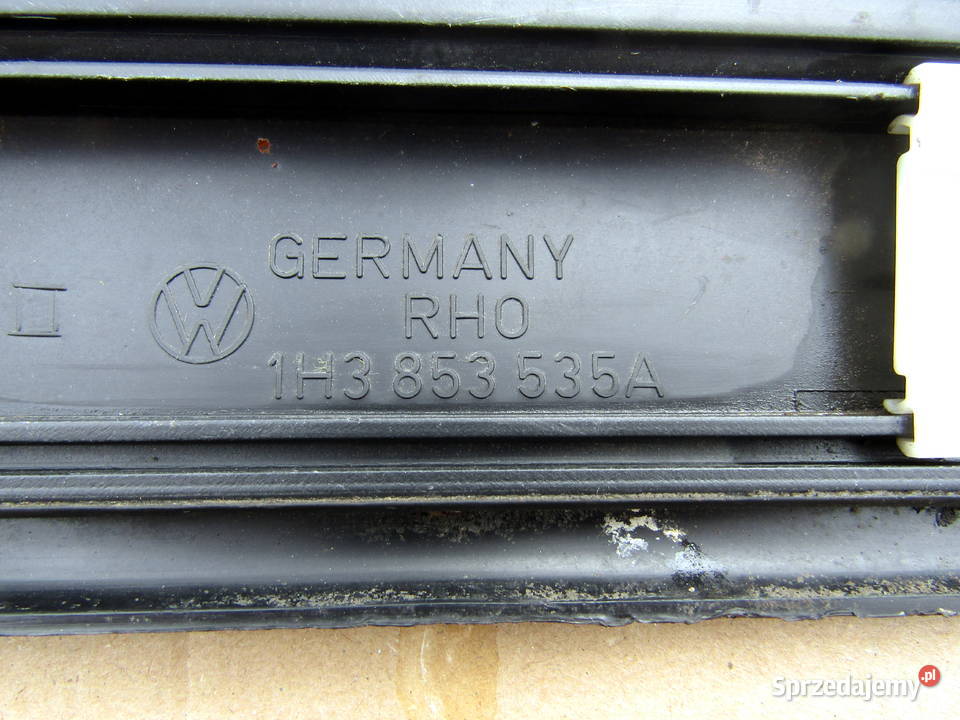 GERMANY
RHO
1H3 853 535A
Sprzedajemy.pl